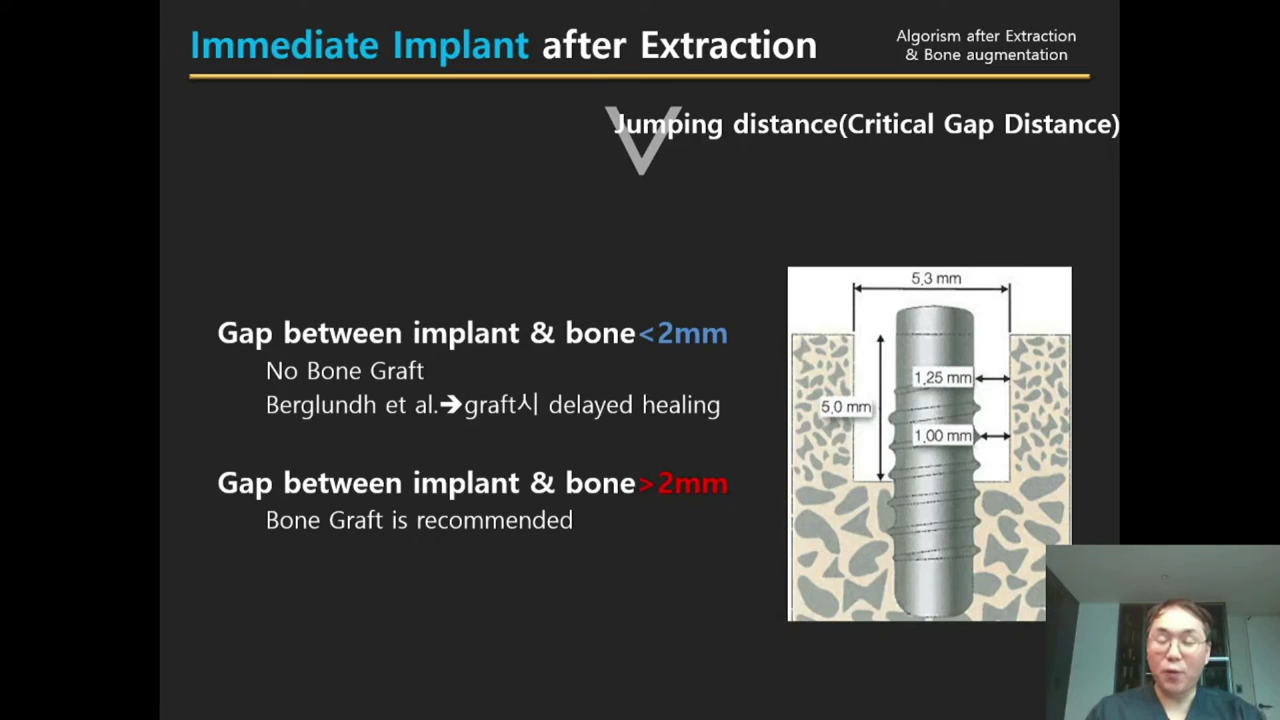 Immediate Implant after Extraction
Algorism after Extraction
& Bone augmentation
Jumping distance(Critical Gap Distance)
Gap between implant & bone<2mm
No Bone Graft
Berglundh et al.➔graft시 delayed healing
Gap between implant & bone>2mm
Bone Graft is recommended
5,3 mm
1,25 mm
5,0 mm
1,00 mm